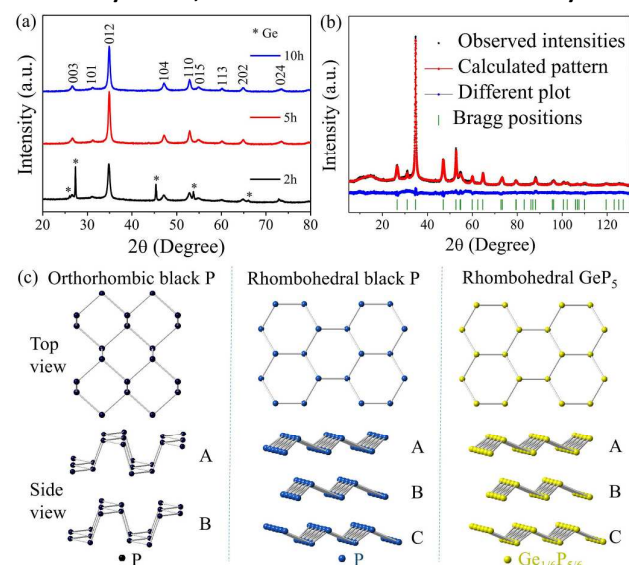 (a)
* Ge
012
10h
003
101
104
110
015
113
202
024
5h
2h
*
*
*
*
*
Intensity (a.u.)
20 30 40 50 60 70 80
2θ (Degree)
(b)
Observed intensities
Calculated pattern
Different plot
Bragg positions
Intensity (a.u.)
20 40 60 80 100 120
2θ (Degree)
(c) Orthorhombic black P
Rhombohedral black P
Rhombohedral GeP₅
Top
view
Side
view
A
B
P
A
B
C
P
A
B
C
Ge₁/₆P₅/₆